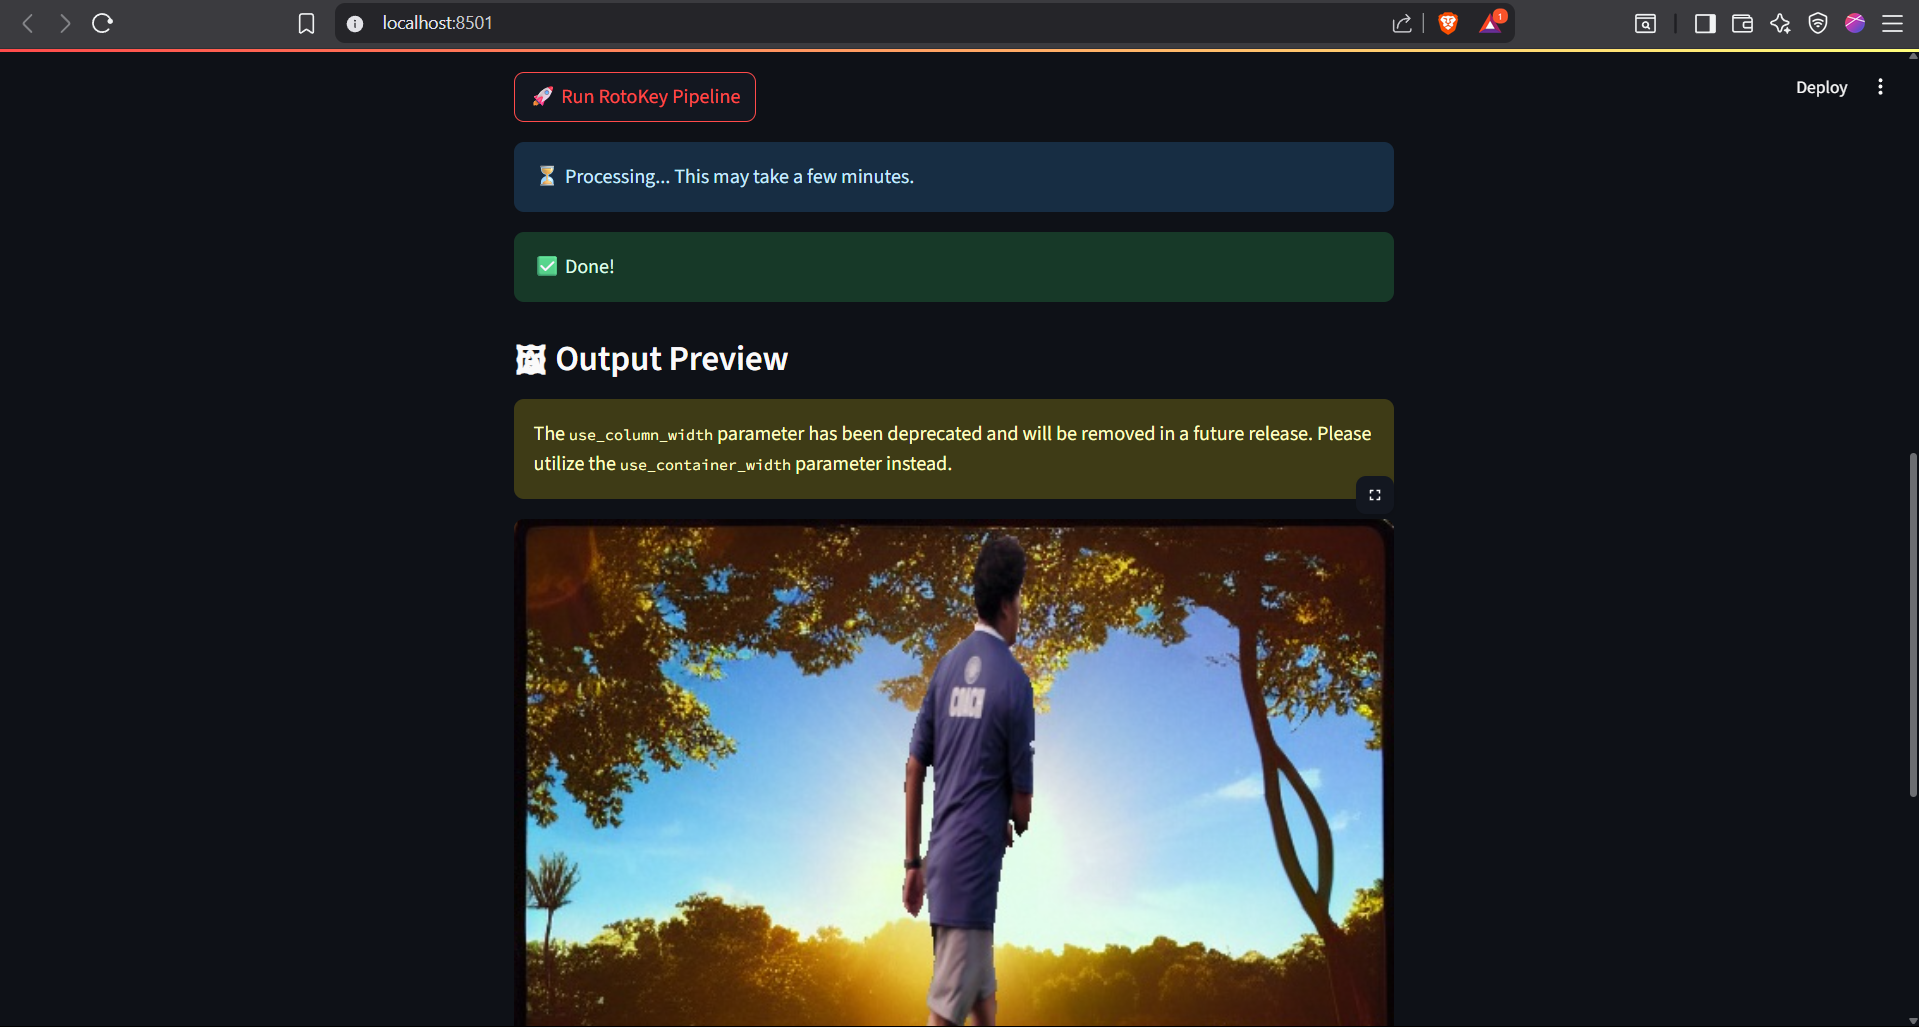 localhost:8501
1
Deploy
🚀 Run RotoKey Pipeline
⏳ Processing... This may take a few minutes.
✅ Done!
Output Preview
The use_column_width parameter has been deprecated and will be removed in a future release. Please
utilize the use_container_width parameter instead.
COACH